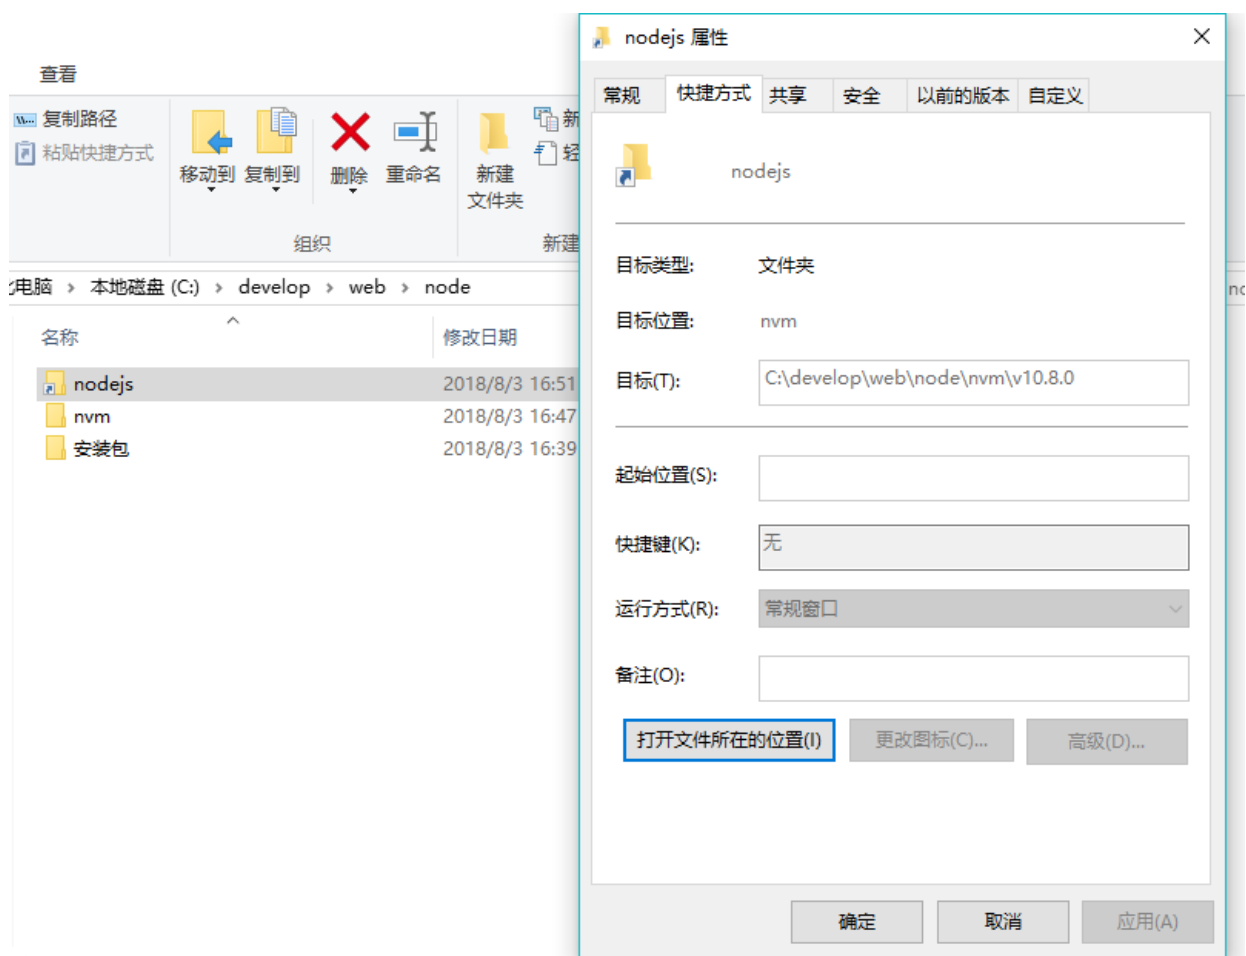 查看
复制路径
粘贴快捷方式
移动到
复制到
删除
重命名
新建
文件夹
组织
新建
电脑 › 本地磁盘 (C:) › develop › web › node
名称
修改日期
nodejs 2018/8/3 16:51
nvm 2018/8/3 16:47
安装包 2018/8/3 16:39
nodejs 属性
常规 快捷方式 共享 安全 以前的版本 自定义
nodejs
目标类型: 文件夹
目标位置: nvm
目标(T): C:\develop\web\node\nvm\v10.8.0
起始位置(S):
快捷键(K): 无
运行方式(R): 常规窗口
备注(O):
打开文件所在的位置(I) 更改图标(C)... 高级(D)...
确定 取消 应用(A)